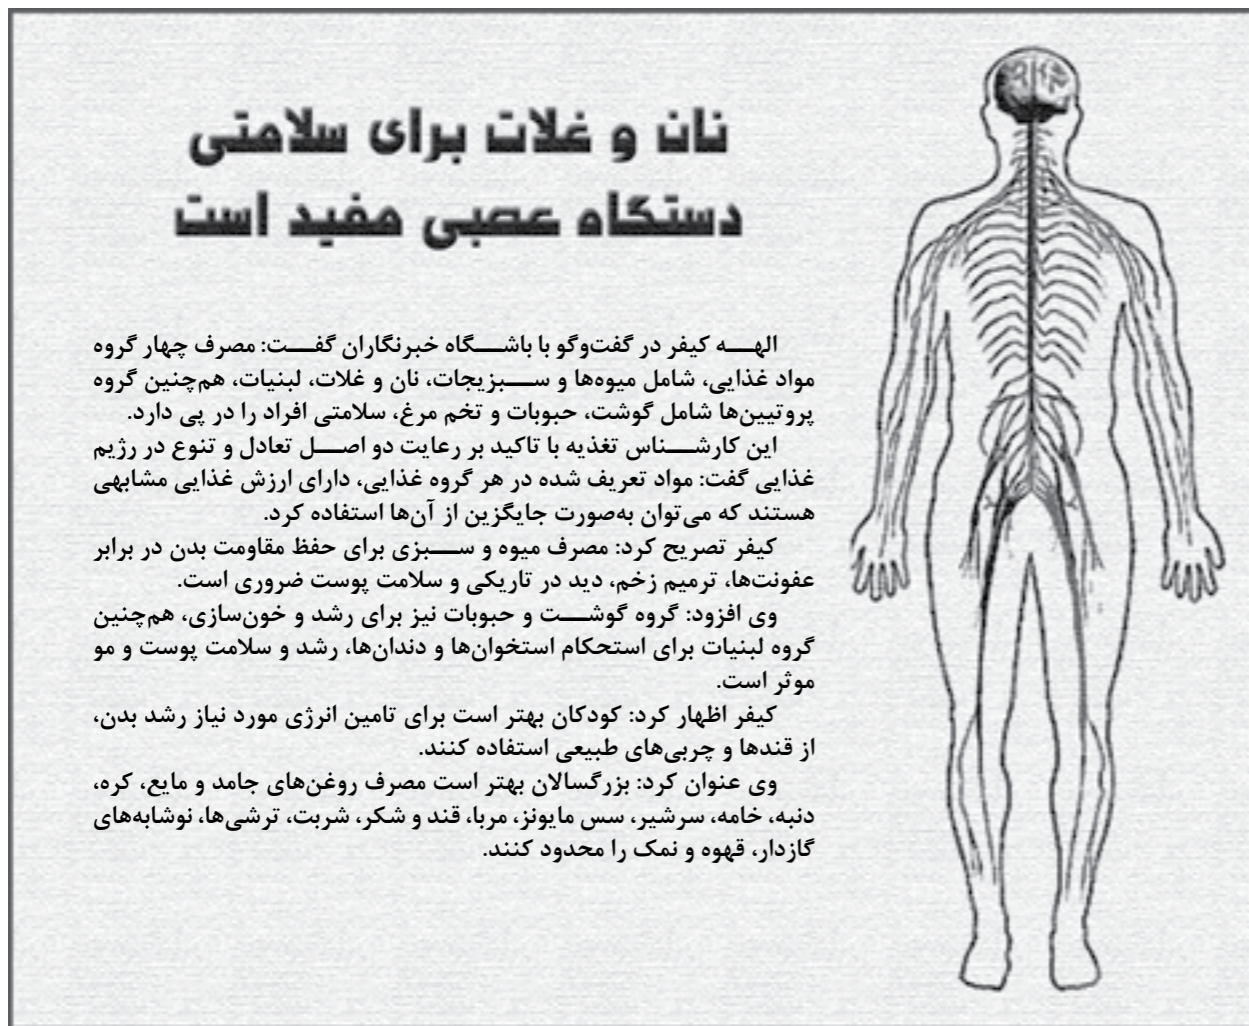 نان و غلات برای سلامتی
دستگاه عصبی مفید است
الهه کیفر در گفت‌وگو با باشگاه خبرنگاران گفت: مصرف چهار گروه
مواد غذایی، شامل میوه‌ها و سبزیجات، نان و غلات، لبنیات، هم‌چنین گروه
پروتیین‌ها شامل گوشت، حبوبات و تخم مرغ، سلامتی افراد را در پی دارد.
این کارشناس تغذیه با تاکید بر رعایت دو اصل تعادل و تنوع در رژیم
غذایی گفت: مواد تعریف شده در هر گروه غذایی، دارای ارزش غذایی مشابهی
هستند که می‌توان به‌صورت جایگزین از آن‌ها استفاده کرد.
کیفر تصریح کرد: مصرف میوه و سبزی برای حفظ مقاومت بدن در برابر
عفونت‌ها، ترمیم زخم، دید در تاریکی و سلامت پوست ضروری است.
وی افزود: گروه گوشت و حبوبات نیز برای رشد و خون‌سازی، هم‌چنین
گروه لبنیات برای استحکام استخوان‌ها و دندان‌ها، رشد و سلامت پوست و مو
موثر است.
کیفر اظهار کرد: کودکان بهتر است برای تامین انرژی مورد نیاز رشد بدن،
از قندها و چربی‌های طبیعی استفاده کنند.
وی عنوان کرد: بزرگسالان بهتر است مصرف روغن‌های جامد و مایع، کره،
دنبه، خامه، سرشیر، سس مایونز، مربا، قند و شکر، شربت، ترشی‌ها، نوشابه‌های
گازدار، قهوه و نمک را محدود کنند.